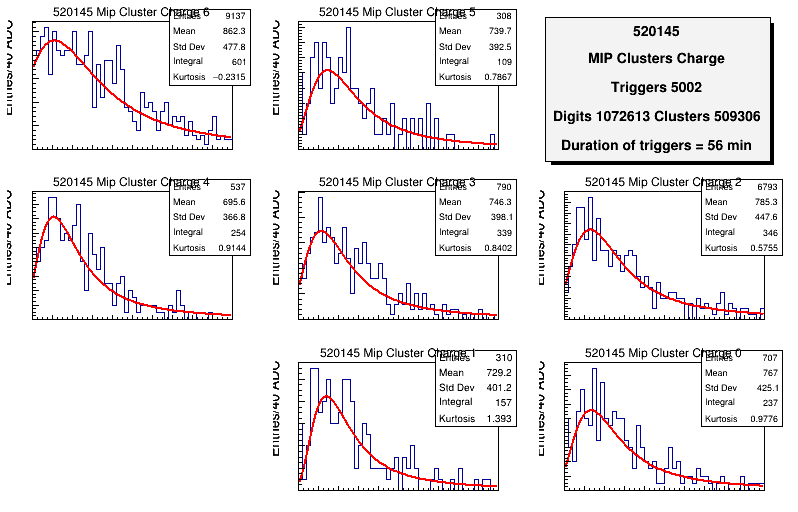 520145 Mip Cluster Charge 6
Entries 9137
Mean 862.3
Std Dev 477.8
Integral 601
Kurtosis −0.2315
Entries/40 ADC
520145 Mip Cluster Charge 5
Entries 308
Mean 739.7
Std Dev 392.5
Integral 109
Kurtosis 0.7867
Entries/40 ADC
520145
MIP Clusters Charge
Triggers 5002
Digits 1072613 Clusters 509306
Duration of triggers = 56 min
520145 Mip Cluster Charge 4
Entries 537
Mean 695.6
Std Dev 366.8
Integral 254
Kurtosis 0.9144
Entries/40 ADC
520145 Mip Cluster Charge 3
Entries 790
Mean 746.3
Std Dev 398.1
Integral 339
Kurtosis 0.8402
Entries/40 ADC
520145 Mip Cluster Charge 2
Entries 6793
Mean 785.3
Std Dev 447.6
Integral 346
Kurtosis 0.5755
Entries/40 ADC
520145 Mip Cluster Charge 1
Entries 310
Mean 729.2
Std Dev 401.2
Integral 157
Kurtosis 1.393
Entries/40 ADC
520145 Mip Cluster Charge 0
Entries 707
Mean 767
Std Dev 425.1
Integral 237
Kurtosis 0.9776
Entries/40 ADC